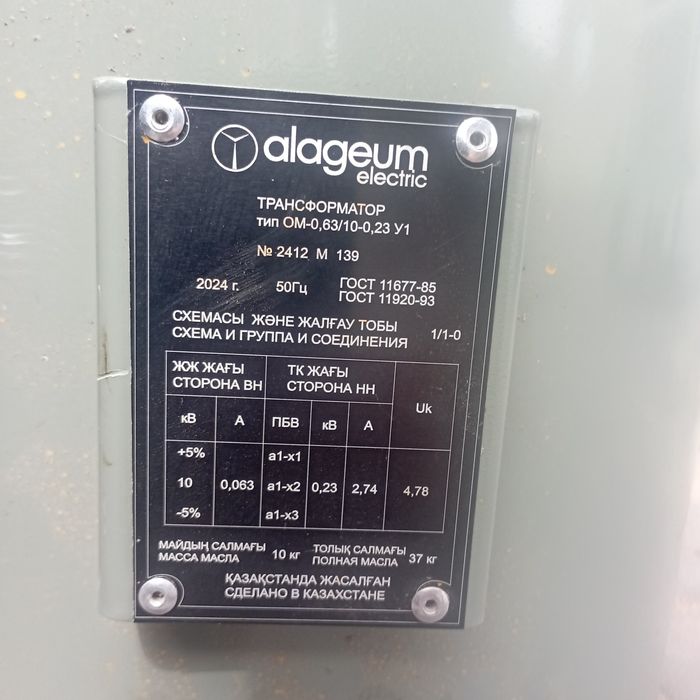 alageum
electric
ТРАНСФОРМАТОР
тип ОМ-0,63/10-0,23 У1
№ 2412 М 139
2024 г. 50Гц ГОСТ 11677-85
ГОСТ 11920-93
СХЕМАСЫ ЖӘНЕ ЖАЛҒАУ ТОБЫ
СХЕМА И ГРУППА И СОЕДИНЕНИЯ 1/1-0
ЖЖ ЖАҒЫ ТК ЖАҒЫ
СТОРОНА ВН СТОРОНА НН Uk
кВ А ПБВ кВ А
+5% а1-х1
10 0,063 а1-х2 0,23 2,74 4,78
-5% а1-х3
МАЙДЫҢ САЛМАҒЫ ТОЛЫҚ САЛМАҒЫ
МАССА МАСЛА 10 кг ПОЛНАЯ МАСЛА 37 кг
ҚАЗАҚСТАНДА ЖАСАЛҒАН
СДЕЛАНО В КАЗАХСТАНЕ